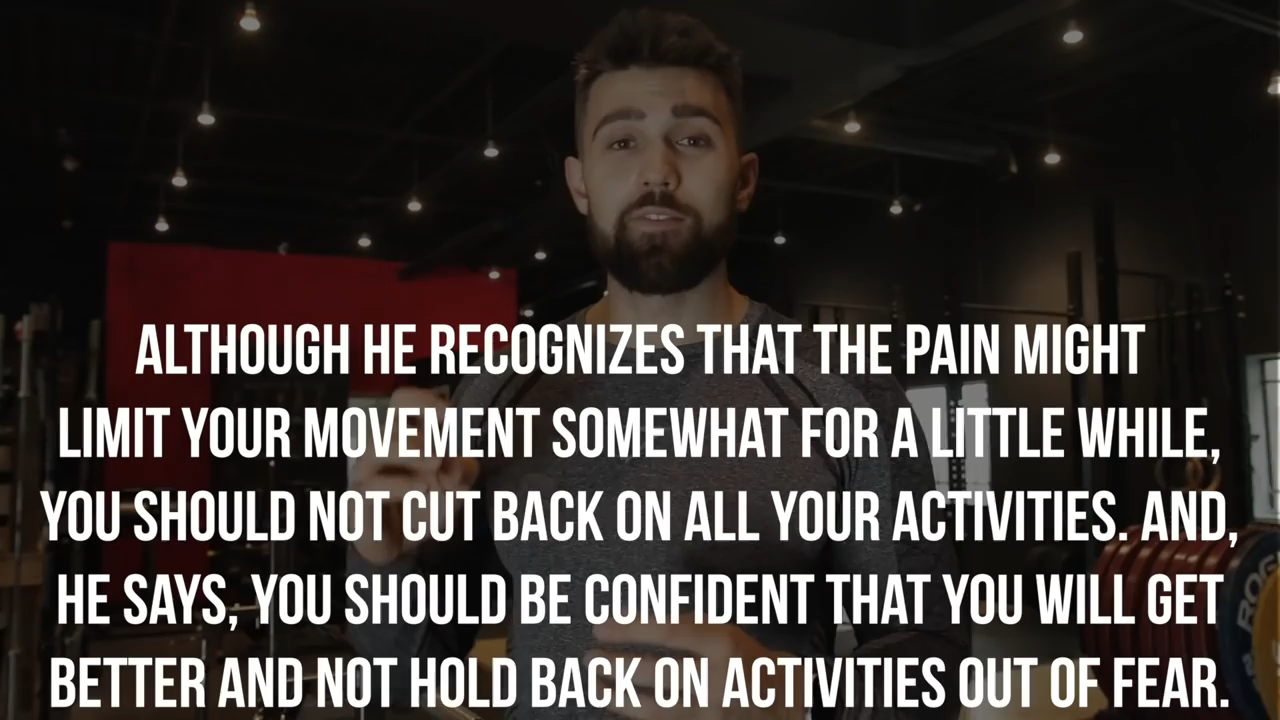 ALTHOUGH HE RECOGNIZES THAT THE PAIN MIGHT
LIMIT YOUR MOVEMENT SOMEWHAT FOR A LITTLE WHILE,
YOU SHOULD NOT CUT BACK ON ALL YOUR ACTIVITIES. AND,
HE SAYS, YOU SHOULD BE CONFIDENT THAT YOU WILL GET
BETTER AND NOT HOLD BACK ON ACTIVITIES OUT OF FEAR.